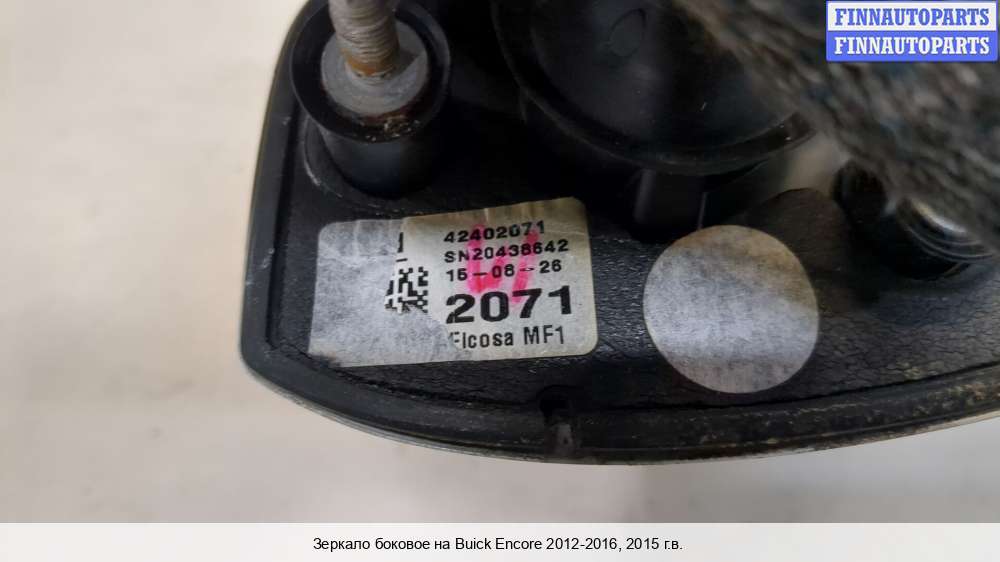 FINNAUTOPARTS
FINNAUTOPARTS
42402071
SN20438642
15-08-26
2071
Ficosa MF1
Зеркало боковое на Buick Encore 2012-2016, 2015 г.в.